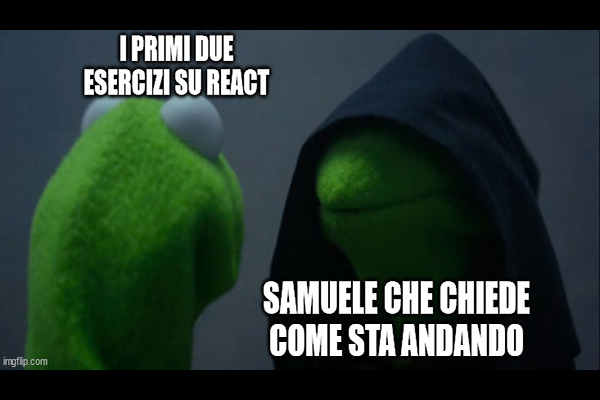 I PRIMI DUE
ESERCIZI SU REACT
SAMUELE CHE CHIEDE
COME STA ANDANDO
imgflip.com